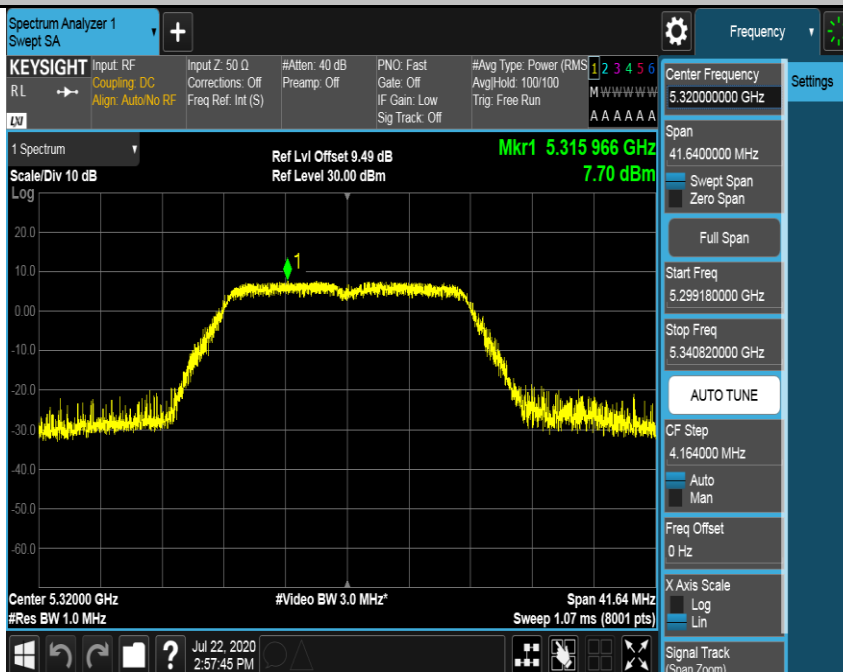 Spectrum Analyzer 1
Swept SA
+
Frequency
KEYSIGHT
RL
LXI
Input: RF
Coupling: DC
Align: Auto/No RF
Input Z: 50 Ω
Corrections: Off
Freq Ref: Int (S)
#Atten: 40 dB
Preamp: Off
PNO: Fast
Gate: Off
IF Gain: Low
Sig Track: Off
#Avg Type: Power (RMS
Avg|Hold: 100/100
Trig: Free Run
1 2 3 4 5 6
M W W W W W
A A A A A A
1 Spectrum
Scale/Div 10 dB
Log
Ref Lvl Offset 9.49 dB
Ref Level 30.00 dBm
Mkr1 5.315 966 GHz
7.70 dBm
20.0
10.0
0.00
-10.0
-20.0
-30.0
-40.0
-50.0
-60.0
1
Center 5.32000 GHz
#Res BW 1.0 MHz
#Video BW 3.0 MHz*
Span 41.64 MHz
Sweep 1.07 ms (8001 pts)
Center Frequency
5.320000000 GHz
Settings
Span
41.6400000 MHz
Swept Span
Zero Span
Full Span
Start Freq
5.299180000 GHz
Stop Freq
5.340820000 GHz
AUTO TUNE
CF Step
4.164000 MHz
Auto
Man
Freq Offset
0 Hz
X Axis Scale
Log
Lin
Signal Track
(Span Zoom)
?
Jul 22, 2020
2:57:45 PM